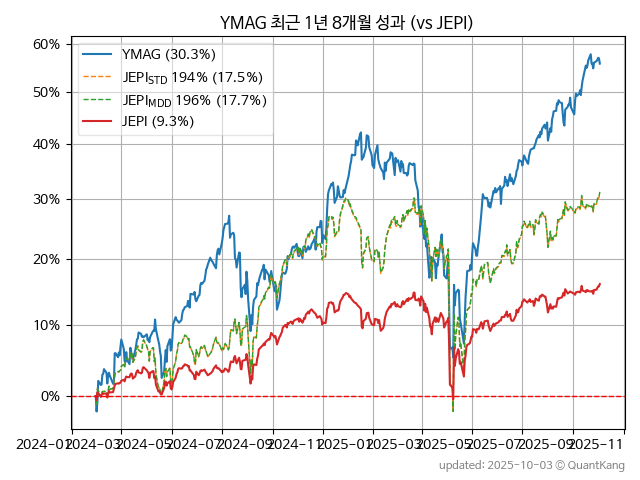 YMAG 최근 1년 8개월 성과 (vs JEPI)
60%
50%
40%
30%
20%
10%
0%
YMAG (30.3%)
JEPI_STD 194% (17.5%)
JEPI_MDD 196% (17.7%)
JEPI (9.3%)
2024-01 2024-03 2024-05 2024-07 2024-09 2024-11 2025-01 2025-03 2025-05 2025-07 2025-09 2025-11
updated: 2025-10-03 © QuantKang